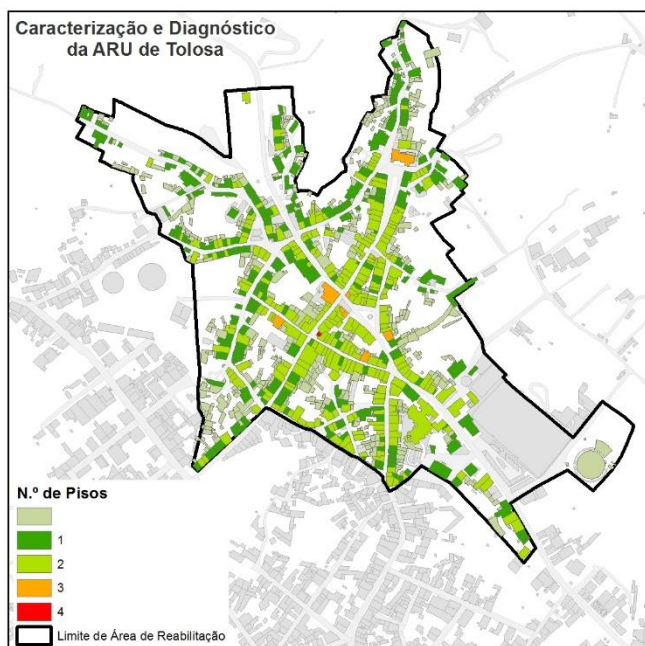 Caracterização e Diagnóstico
da ARU de Tolosa
N.º de Pisos
1
2
3
4
Limite de Área de Reabilitação